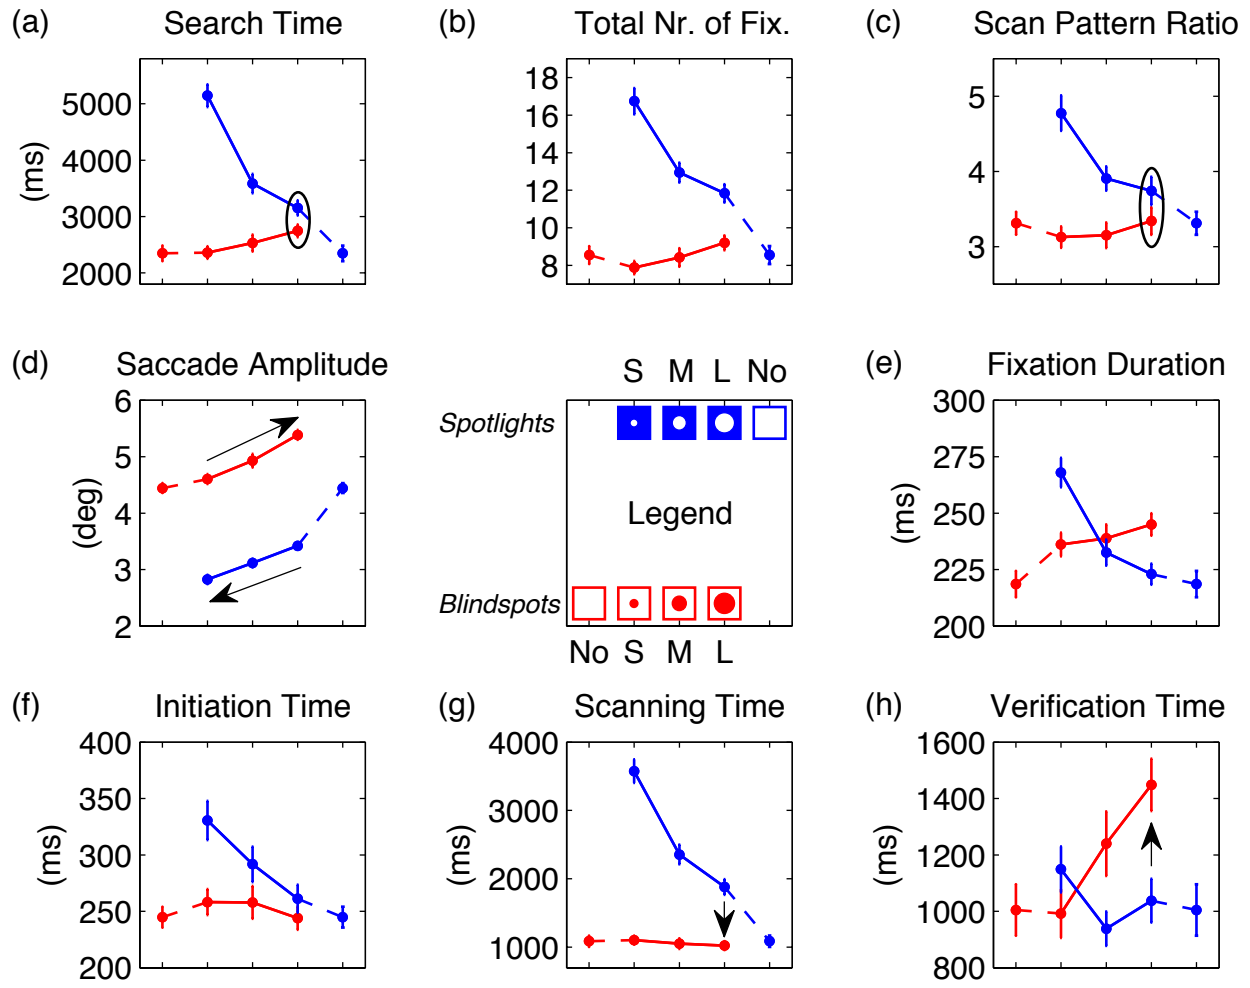 (a) Search Time
(b) Total Nr. of Fix.
(c) Scan Pattern Ratio
(ms)
5000
4000
3000
2000
18
16
14
12
10
8
5
4
3
(d) Saccade Amplitude
(deg)
6
5
4
3
2
S M L No
Spotlights
Legend
Blindspots
No S M L
(e) Fixation Duration
(ms)
300
275
250
225
200
(f) Initiation Time
(ms)
400
350
300
250
200
(g) Scanning Time
(ms)
4000
3000
2000
1000
(h) Verification Time
(ms)
1600
1400
1200
1000
800